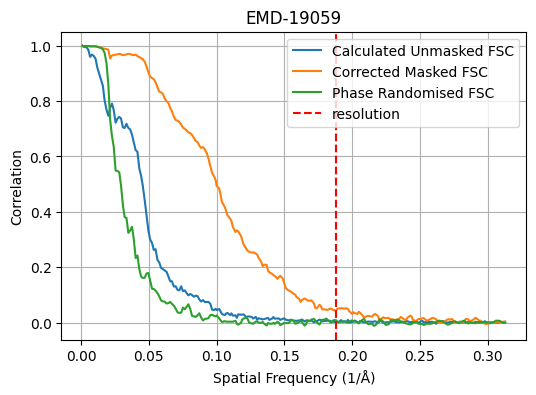 EMD-19059
1.0
0.8
0.6
0.4
0.2
0.0
Correlation
Calculated Unmasked FSC
Corrected Masked FSC
Phase Randomised FSC
resolution
0.00 0.05 0.10 0.15 0.20 0.25 0.30
Spatial Frequency (1/Å)